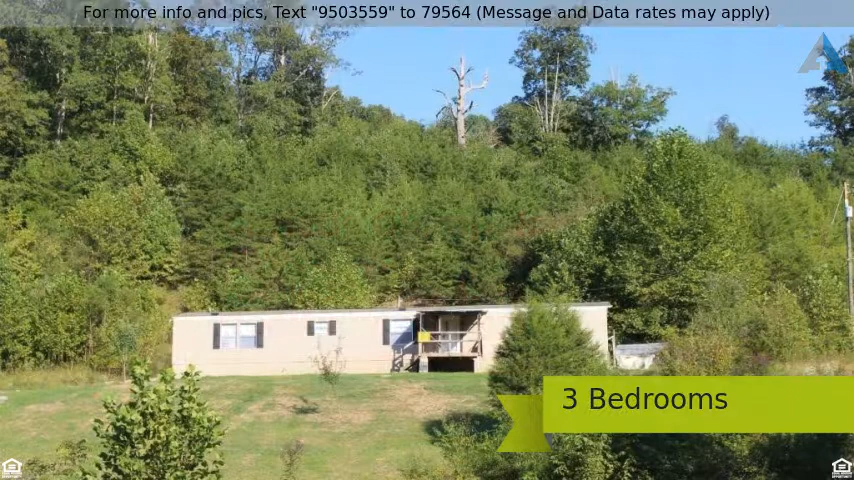 For more info and pics, Text "9503559" to 79564 (Message and Data rates may apply)
3 Bedrooms